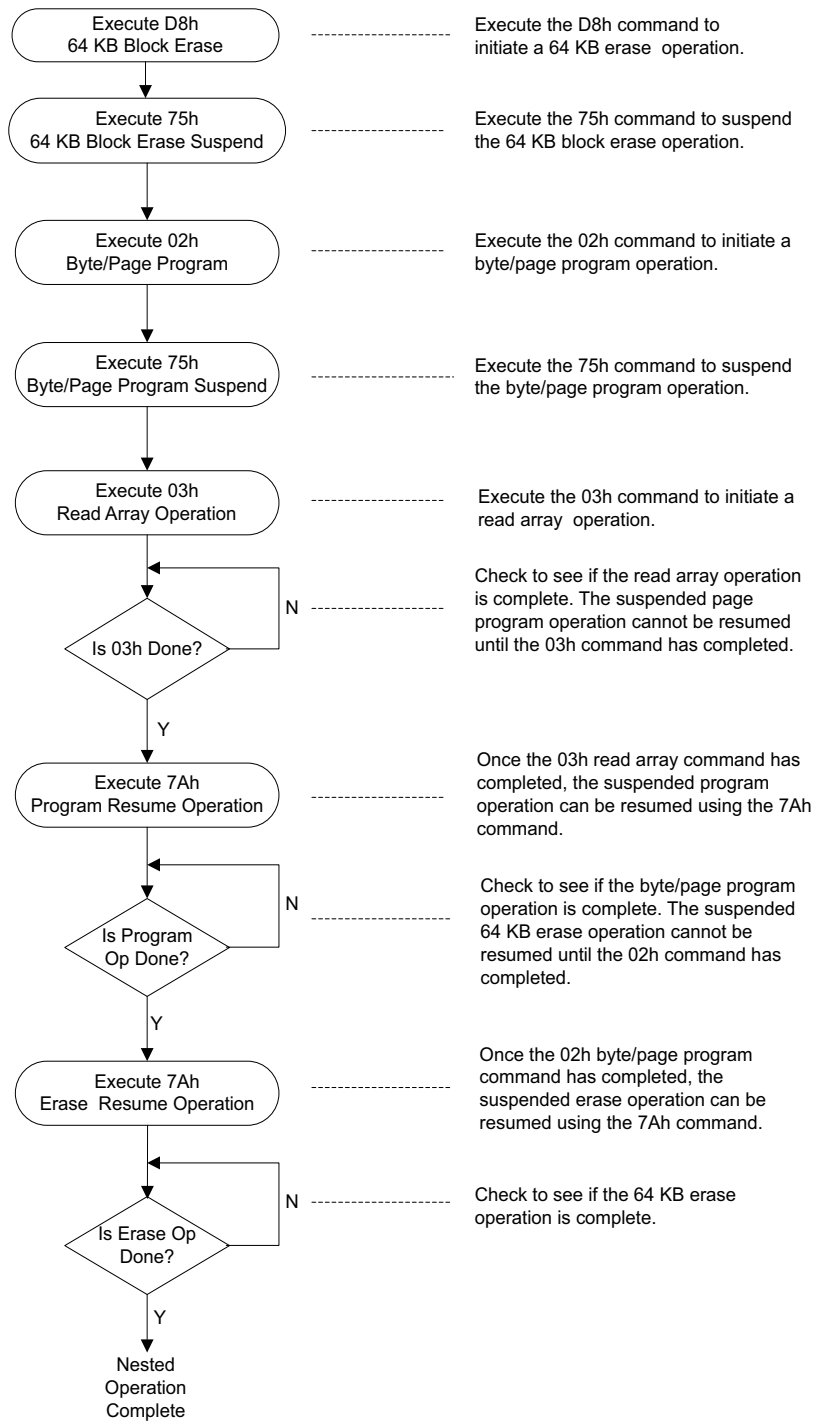 Execute D8h
64 KB Block Erase
Execute the D8h command to
initiate a 64 KB erase operation.
Execute 75h
64 KB Block Erase Suspend
Execute the 75h command to suspend
the 64 KB block erase operation.
Execute 02h
Byte/Page Program
Execute the 02h command to initiate a
byte/page program operation.
Execute 75h
Byte/Page Program Suspend
Execute the 75h command to suspend
the byte/page program operation.
Execute 03h
Read Array Operation
Execute the 03h command to initiate a
read array operation.
Is 03h Done?
N
Check to see if the read array operation
is complete. The suspended page
program operation cannot be resumed
until the 03h command has completed.
Y
Execute 7Ah
Program Resume Operation
Once the 03h read array command has
completed, the suspended program
operation can be resumed using the 7Ah
command.
Is Program
Op Done?
N
Check to see if the byte/page program
operation is complete. The suspended
64 KB erase operation cannot be
resumed until the 02h command has
completed.
Y
Execute 7Ah
Erase Resume Operation
Once the 02h byte/page program
command has completed, the
suspended erase operation can be
resumed using the 7Ah command.
Is Erase Op
Done?
N
Check to see if the 64 KB erase
operation is complete.
Y
Nested
Operation
Complete